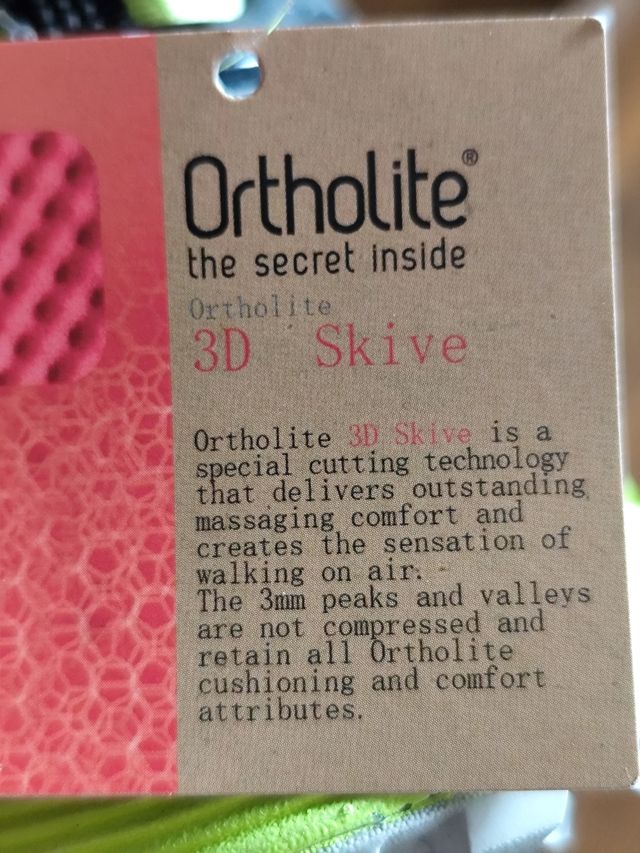 Ortholite®
the secret inside
Ortholite
3D Skive
Ortholite 3D Skive is a
special cutting technology
that delivers outstanding
massaging comfort and
creates the sensation of
walking on air.
The 3mm peaks and valleys
are not compressed and
retain all Ortholite
cushioning and comfort
attributes.